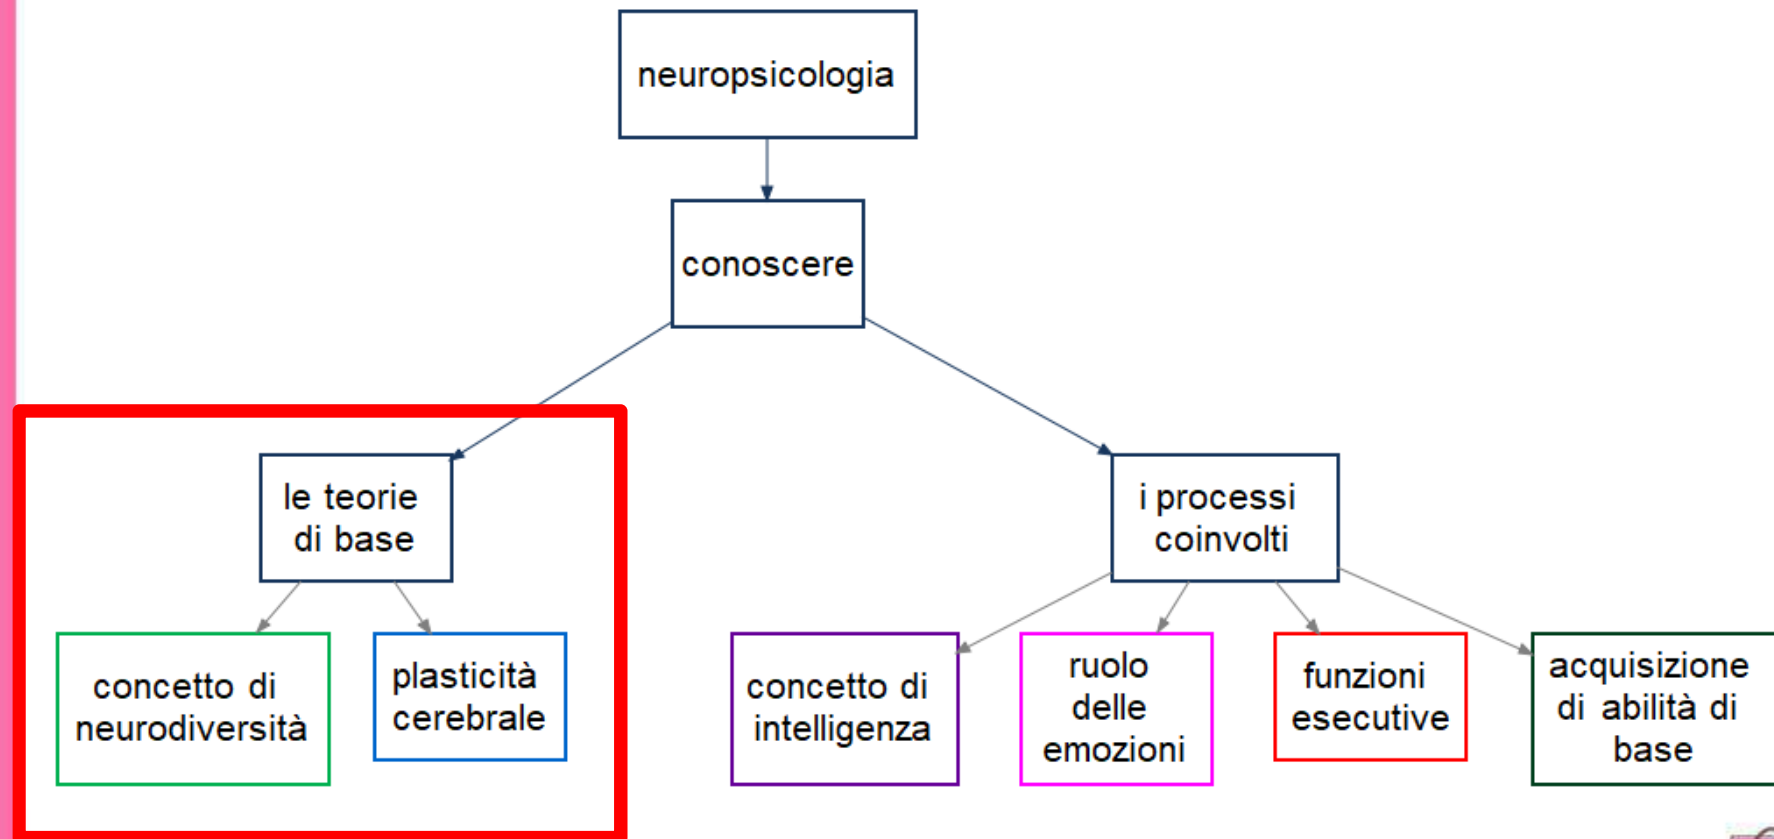 neuropsicologia
conoscere
le teorie
di base
i processi
coinvolti
concetto di
neurodiversità
plasticità
cerebrale
concetto di
intelligenza
ruolo
delle
emozioni
funzioni
esecutive
acquisizione
di abilità di
base